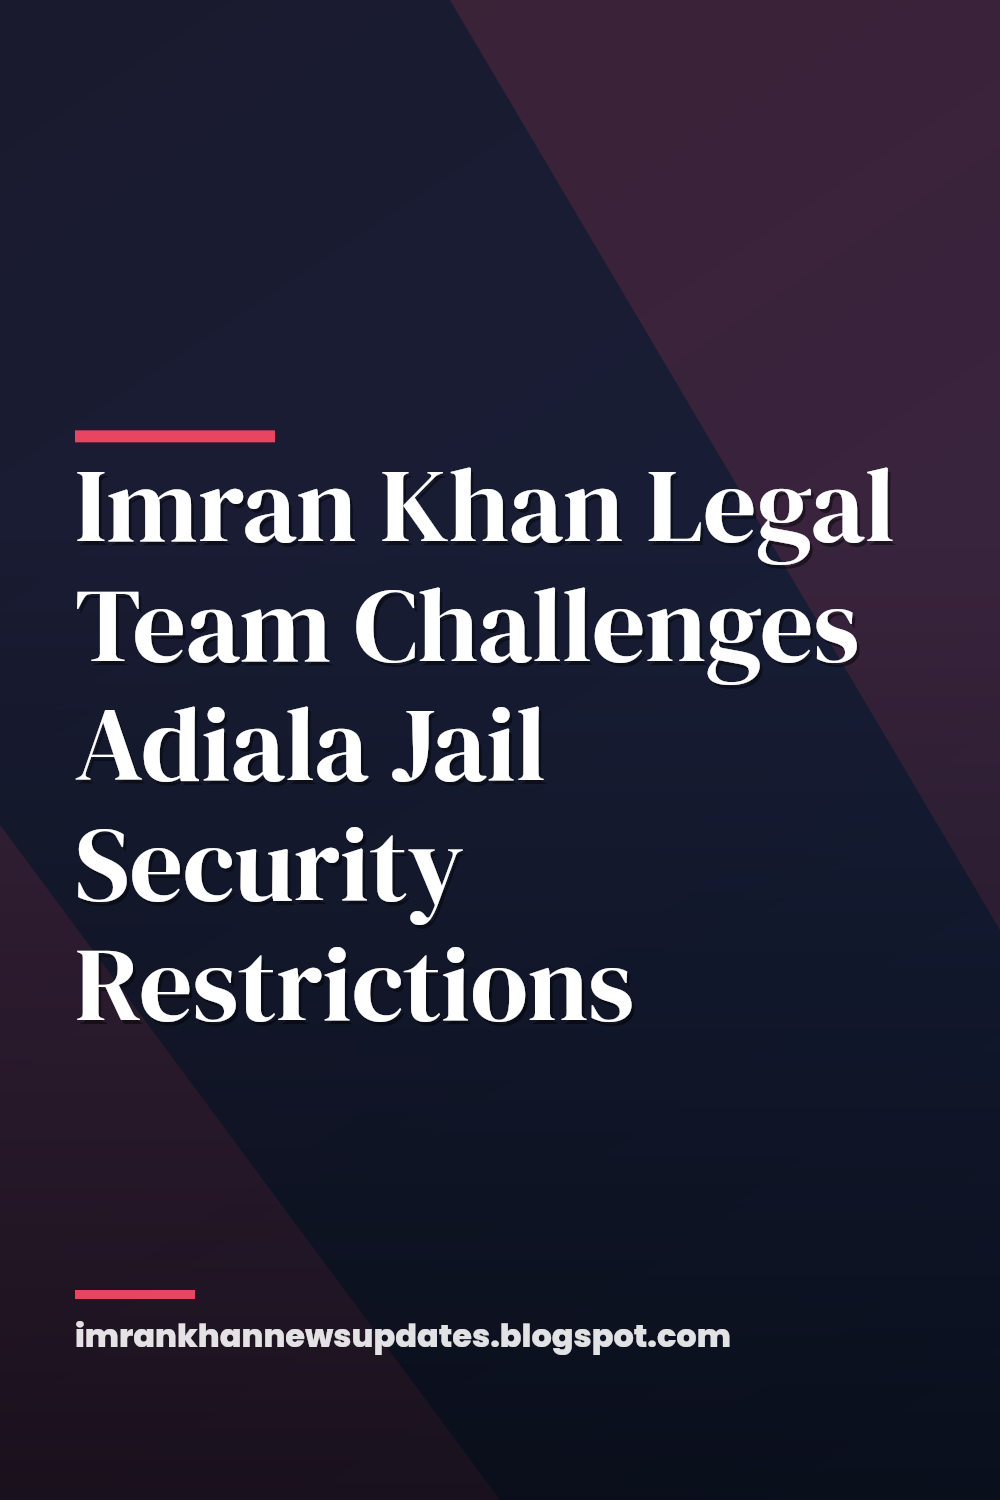 Imran Khan Legal
Team Challenges
Adiala Jail
Security
Restrictions
imrankhannewsupdates.blogspot.com